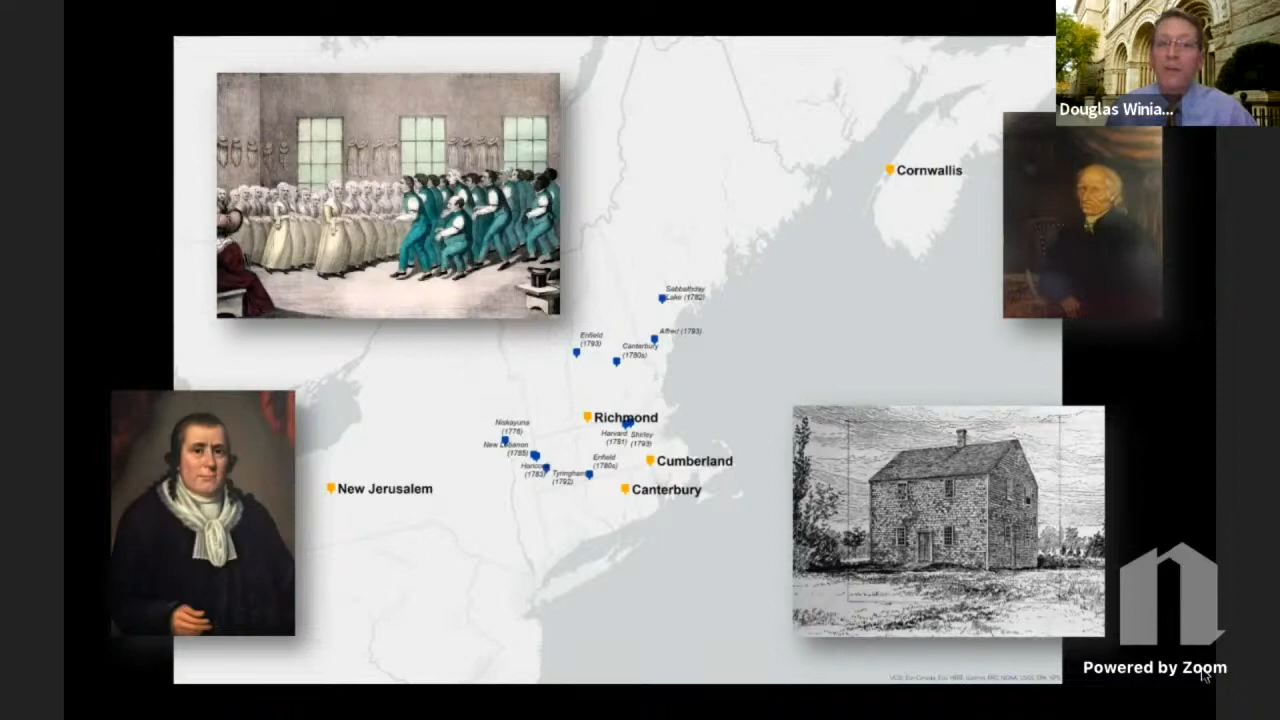 Douglas Winia...
Cornwallis
Sabbathday
Lake (1782)
Alfred (1793)
Enfield
(1793)
Canterbury
(1780s)
Richmond
Niskayuna
(1776)
New Lebanon
(1785)
Harvard
(1781)
Shirley
(1793)
Hancock
(1783)
Tyringham
(1792)
Enfield
(1780s)
Cumberland
Canterbury
New Jerusalem
Powered by Zoom